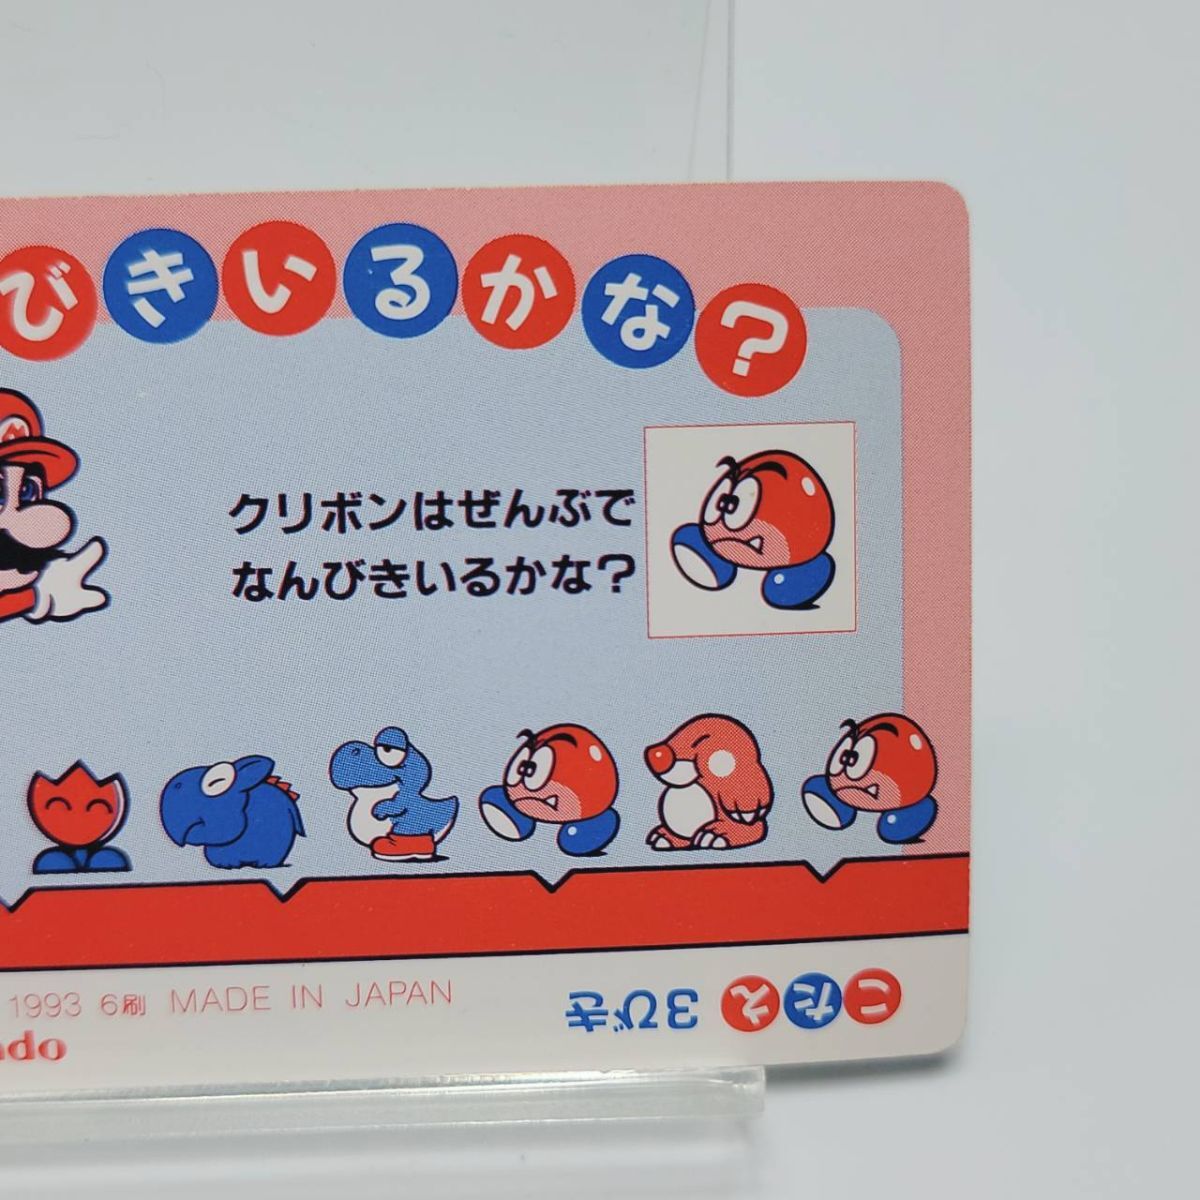 びきいるかな?
クリボンはぜんぶで
なんびきいるかな?
1993 6刷 MADE IN JAPAN
こたえ 3びき
ndo